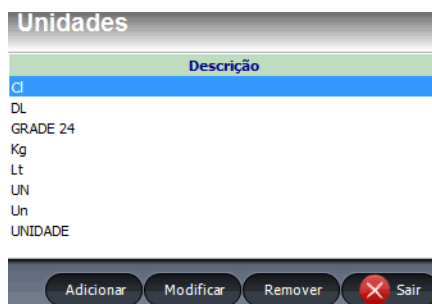 Unidades
Descrição
Cl
DL
GRADE 24
Kg
Lt
UN
Un
UNIDADE
Adicionar Modificar Remover Sair